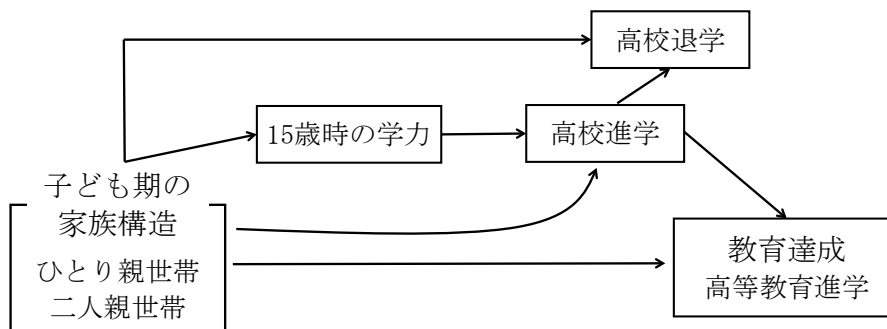 高校退学
15歳時の学力
高校進学
子ども期の
家族構造
ひとり親世帯
二人親世帯
教育達成
高等教育進学